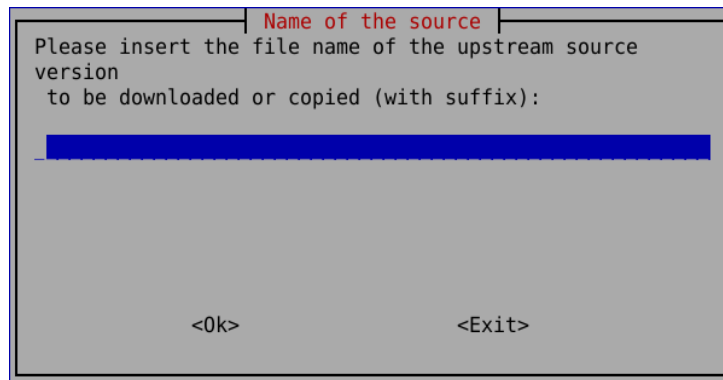 Name of the source
Please insert the file name of the upstream source
version
to be downloaded or copied (with suffix):
<Ok> <Exit>